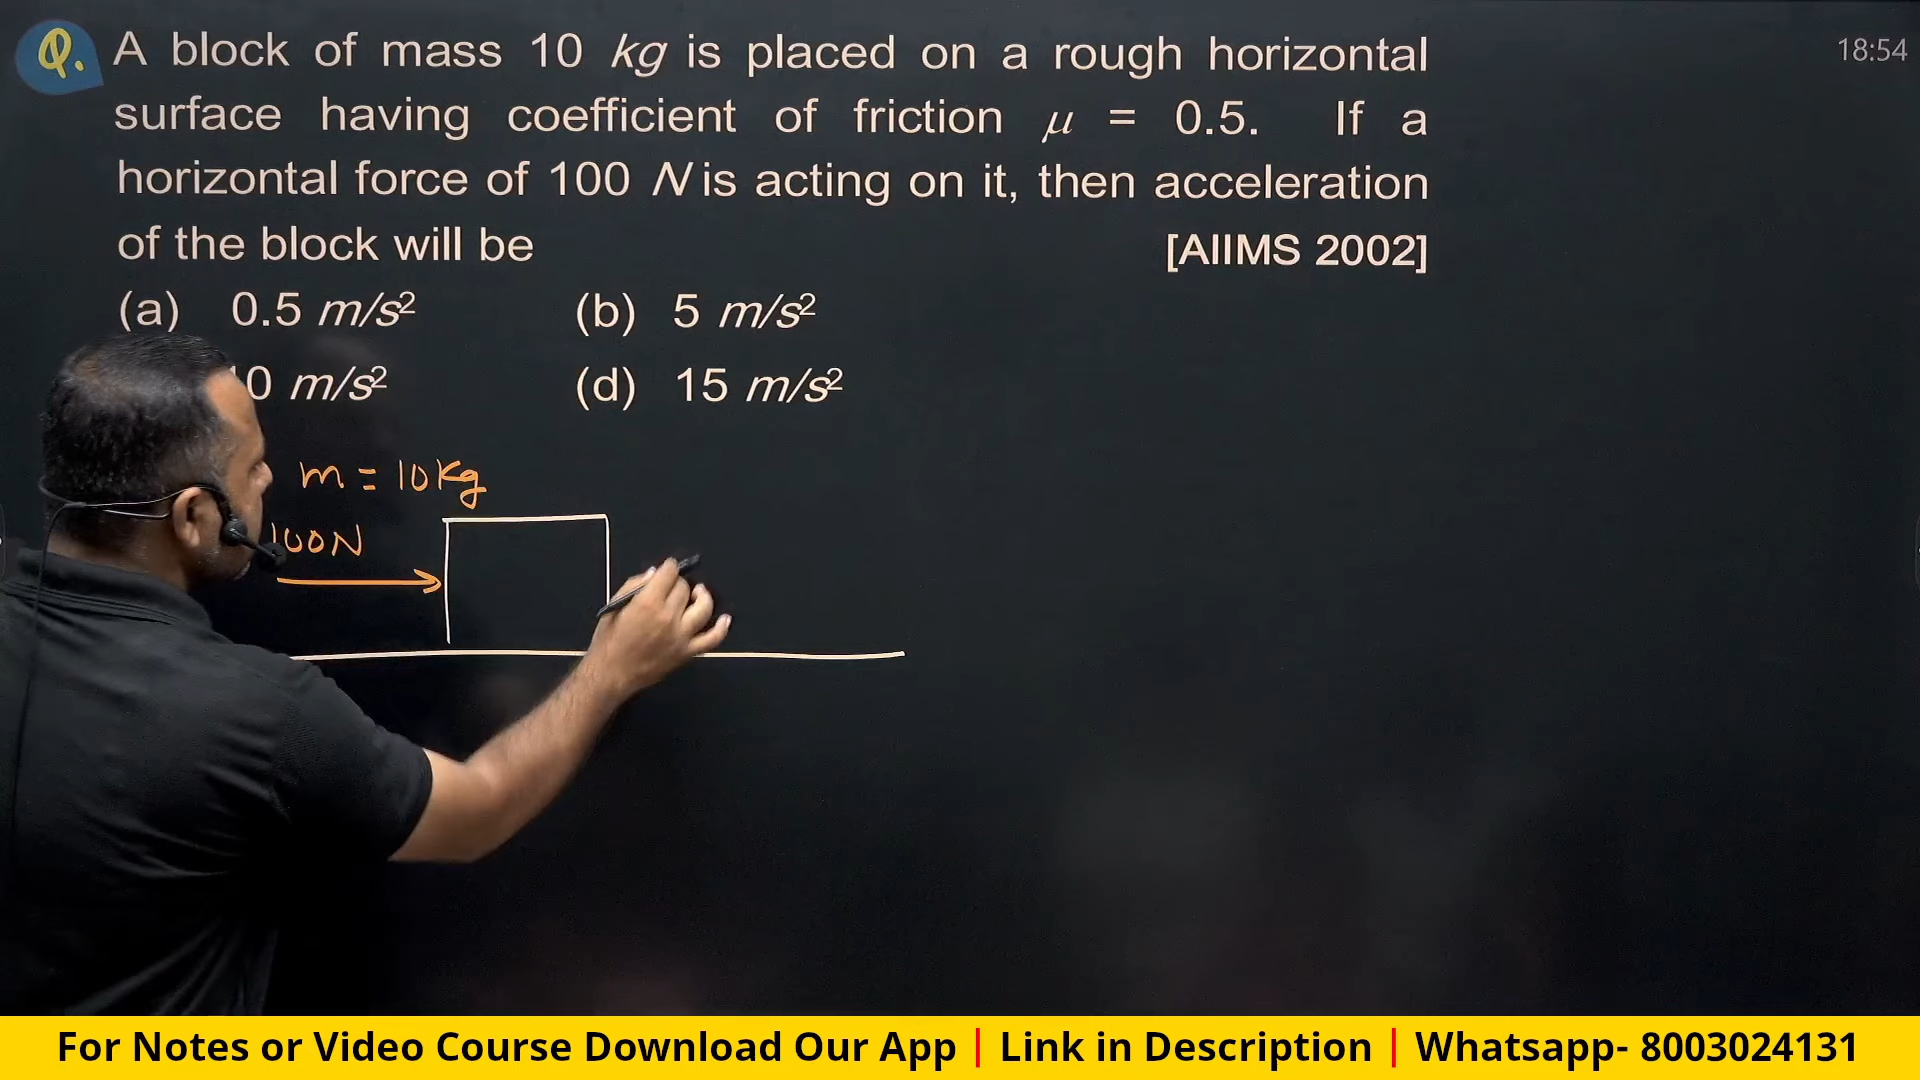 Q. A block of mass 10 kg is placed on a rough horizontal
18:54
surface having coefficient of friction μ = 0.5. If a
horizontal force of 100 N is acting on it, then acceleration
of the block will be [AIIMS 2002]
(a) 0.5 m/s² (b) 5 m/s²
0 m/s² (d) 15 m/s²
m = 10kg
100N
For Notes or Video Course Download Our App | Link in Description | Whatsapp- 8003024131